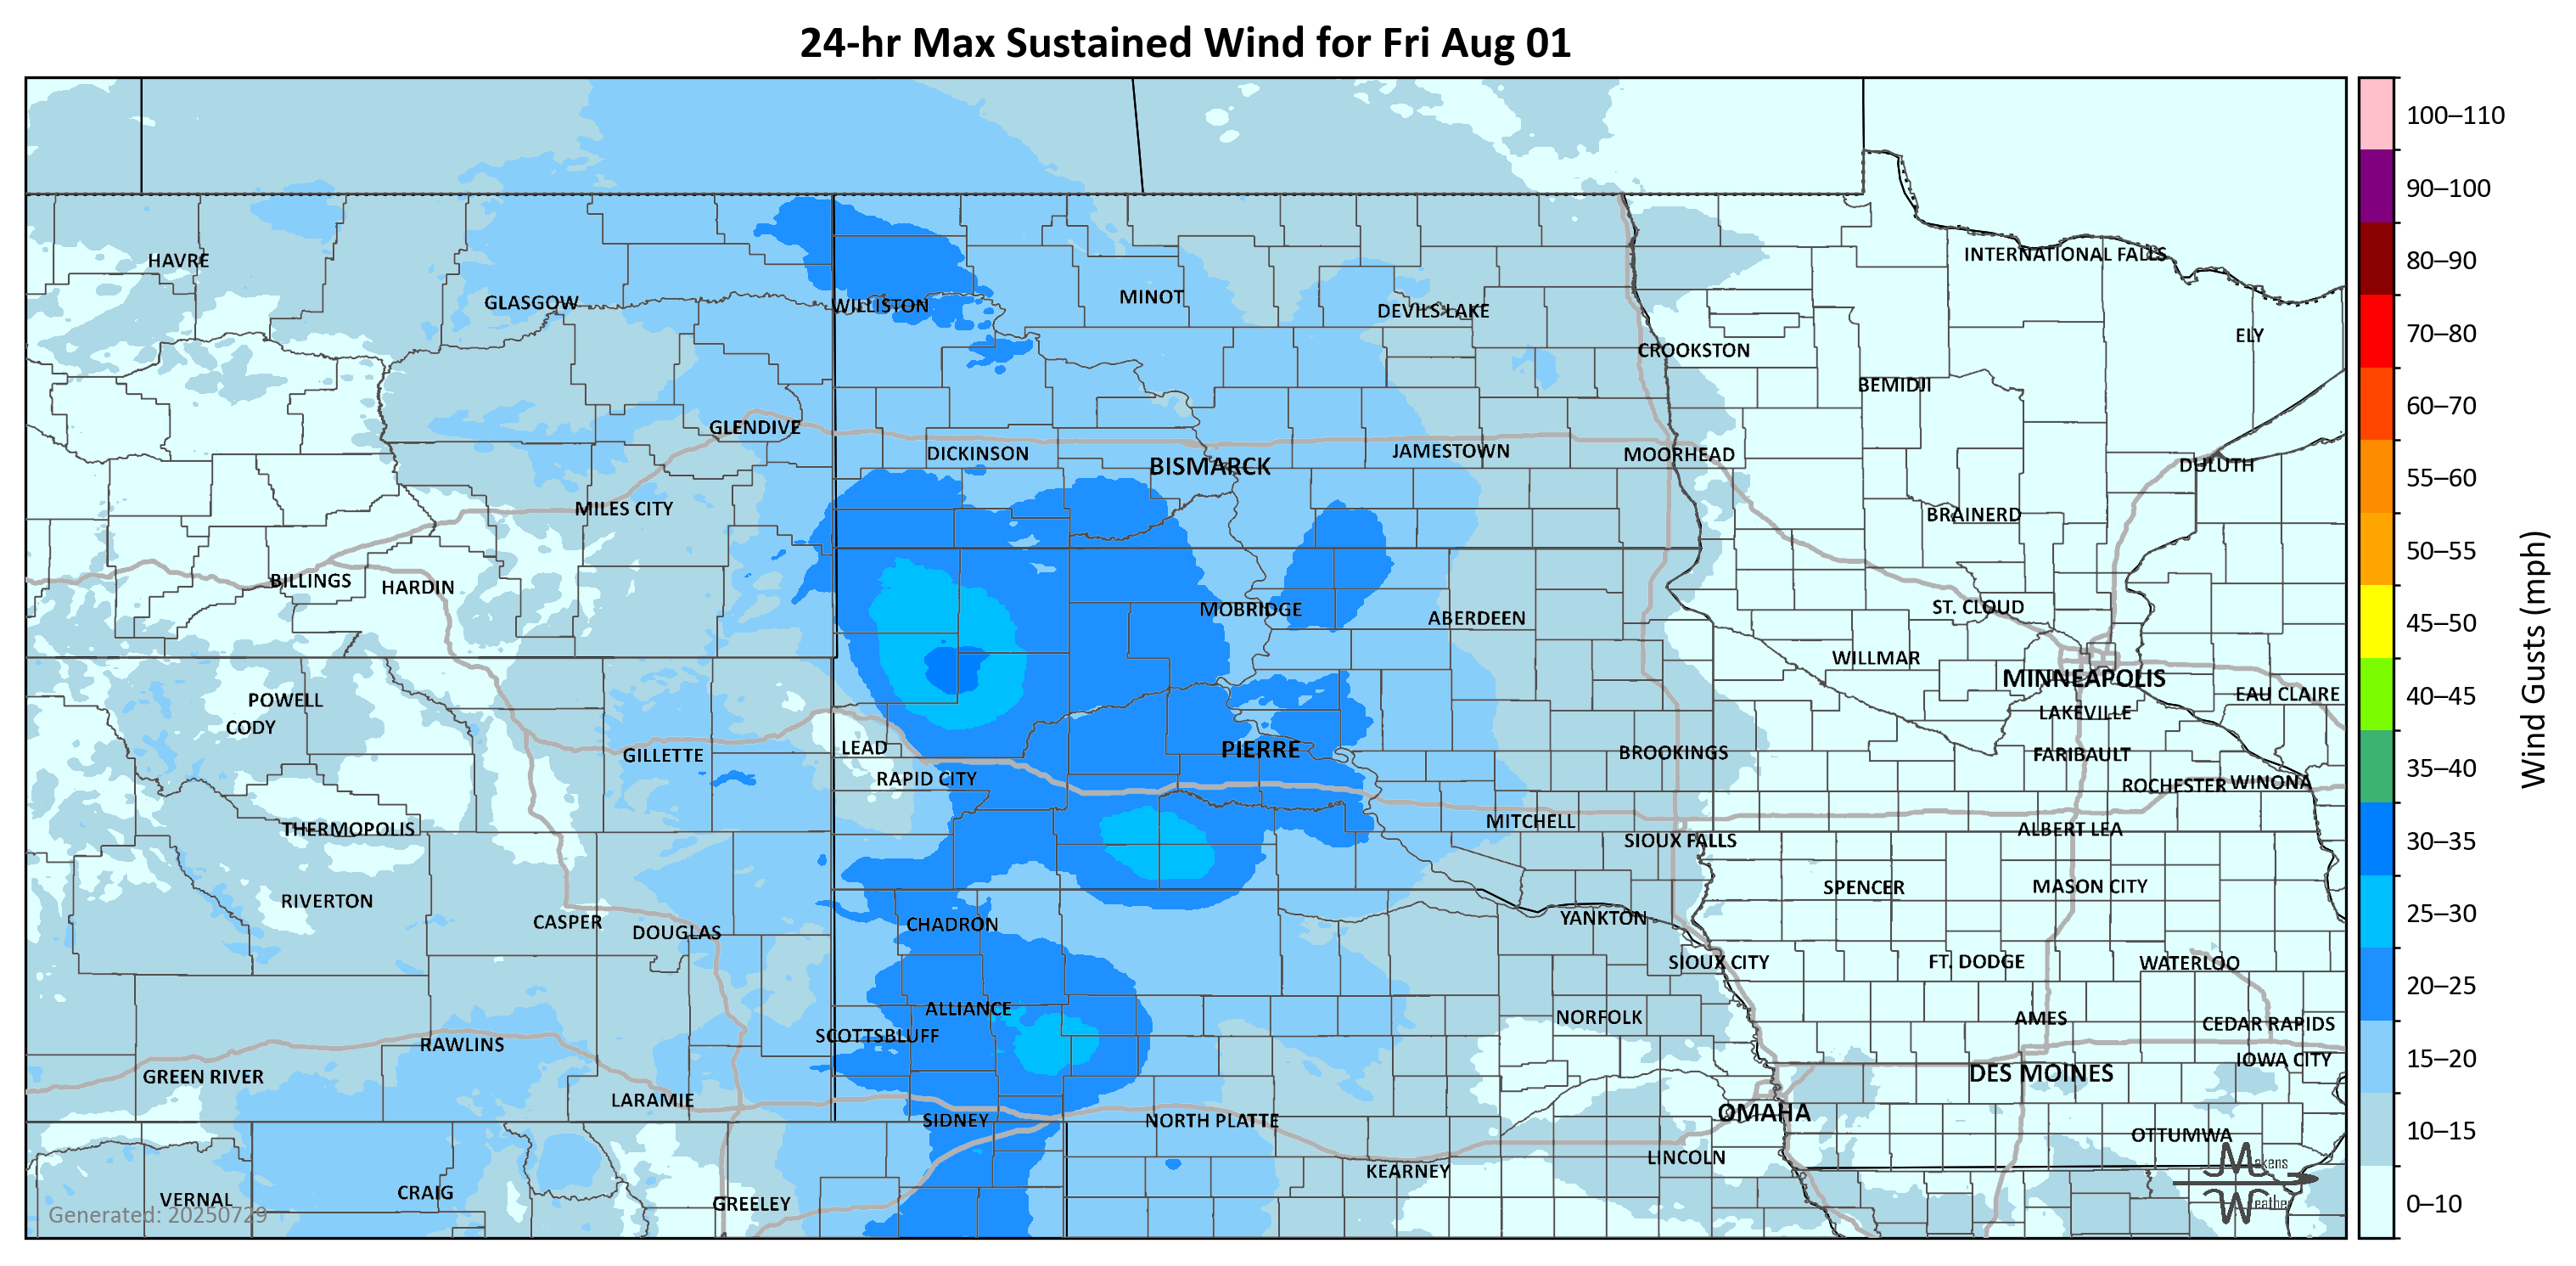 24-hr Max Sustained Wind for Fri Aug 01
100–110
90–100
80–90
70–80
60–70
55–60
50–55
45–50
40–45
35–40
30–35
25–30
20–25
15–20
10–15
0–10
Wind Gusts (mph)
INTERNATIONAL FALLS
HAVRE
MINOT
GLASGOW
WILLISTON
DEVILS LAKE
ELY
CROOKSTON
BEMIDJI
GLENDIVE
DICKINSON
JAMESTOWN
MOORHEAD
BISMARCK
DULUTH
MILES CITY
BRAINERD
BILLINGS
HARDIN
MOBRIDGE
ST. CLOUD
ABERDEEN
WILLMAR
MINNEAPOLIS
EAU CLAIRE
POWELL
LAKEVILLE
CODY
LEAD
PIERRE
BROOKINGS
GILLETTE
FARIBAULT
RAPID CITY
ROCHESTER
WINONA
MITCHELL
THERMOPOLIS
ALBERT LEA
SIOUX FALLS
SPENCER
MASON CITY
RIVERTON
CASPER
CHADRON
YANKTON
DOUGLAS
SIOUX CITY
FT. DODGE
WATERLOO
ALLIANCE
NORFOLK
AMES
CEDAR RAPIDS
SCOTTSBLUFF
RAWLINS
IOWA CITY
GREEN RIVER
DES MOINES
LARAMIE
OMAHA
SIDNEY
NORTH PLATTE
OTTUMWA
LINCOLN
KEARNEY
Makens
Weather
CRAIG
VERNAL
GREELEY
Generated: 20250729